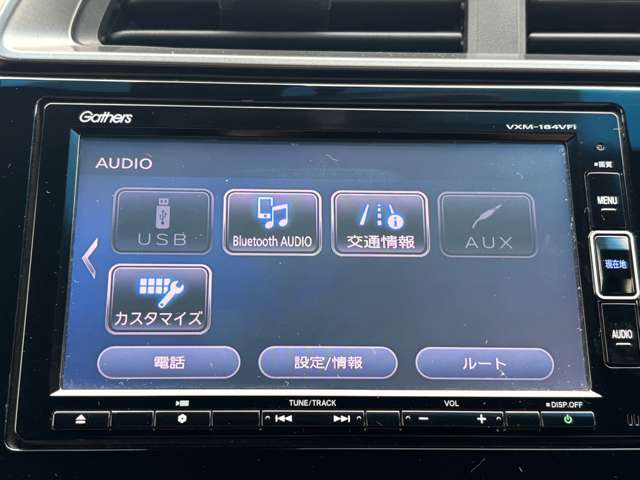 Gathers
VXM-164VFi
AUDIO
画質
USB
Bluetooth AUDIO
交通情報
AUX
MENU
現在地
カスタマイズ
AUDIO
電話
設定/情報
ルート
TUNE/TRACK
VOL
DISP.OFF